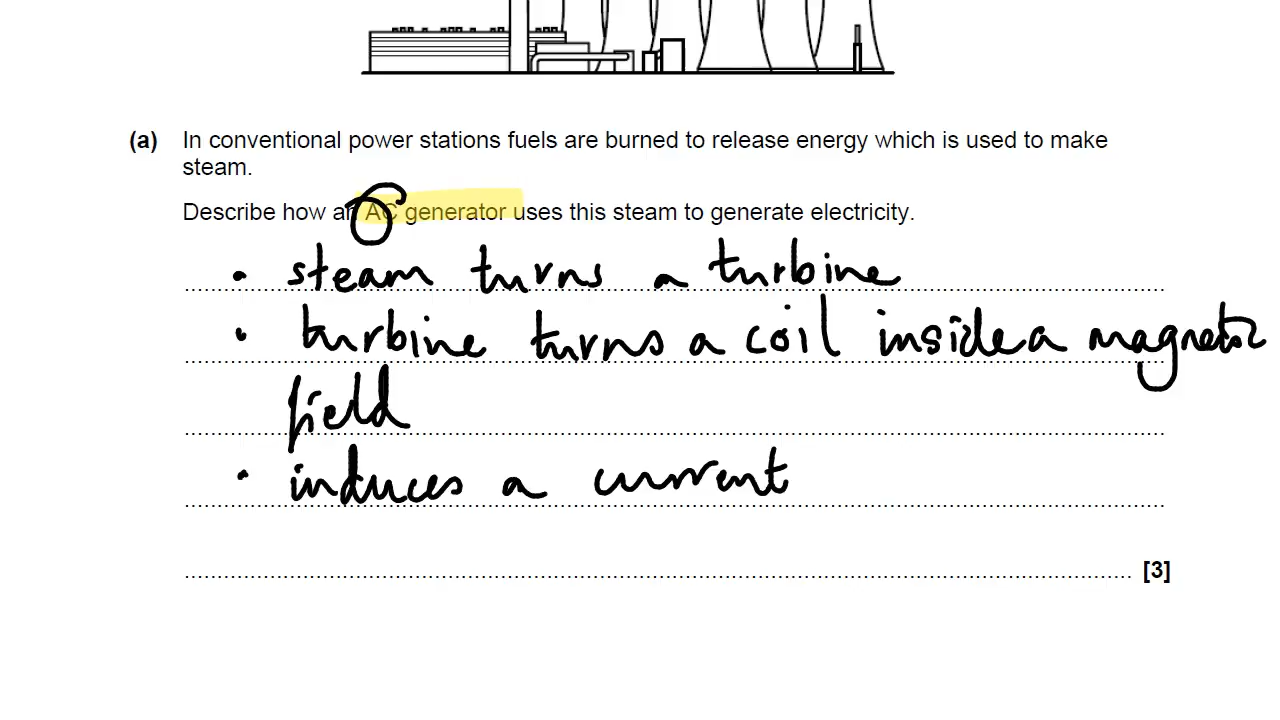 (a) In conventional power stations fuels are burned to release energy which is used to make
steam.
Describe how an AC generator uses this steam to generate electricity.
• steam turns a turbine
• turbine turns a coil inside a magnetic
field
• induces a current
[3]